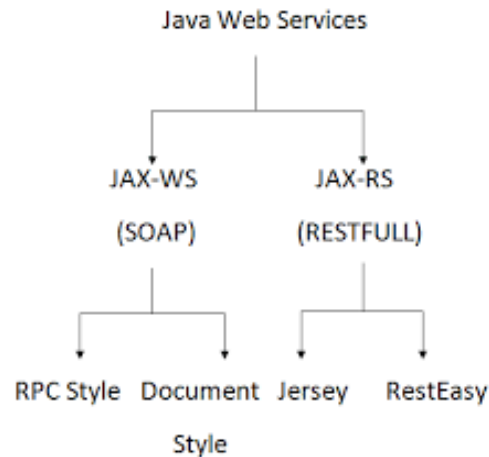 Java Web Services
JAX-WS JAX-RS
(SOAP) (RESTFULL)
RPC Style Document Jersey RestEasy
Style